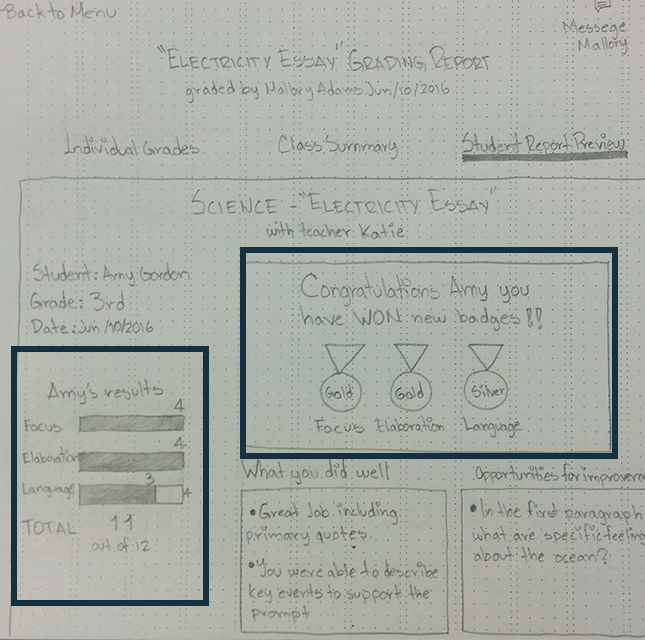 Back to Menu
Messege
Mallory
"ELECTRICITY ESSAY" GRADING REPORT
graded by Mallory Adams Jun/10/2016
Individual Grades
Class Summary
Student Report Preview
SCIENCE - "ELECTRICITY ESSAY"
with teacher Katie
Student: Amy Gordon
Grade: 3rd
Date: Jun/10/2016
Congratulations Amy you
have WON new badges!!
Gold Gold Silver
Focus Elaboration Language
Amy's results
4
Focus
4
Elaboration
3
Language 4
TOTAL 11
out of 12
What you did well
• Great Job including
primary quotes.
• You were able to describe
key events to support the
prompt
Opportunities for improvem
• In the first paragraph
what are specific feeling
about the ocean?